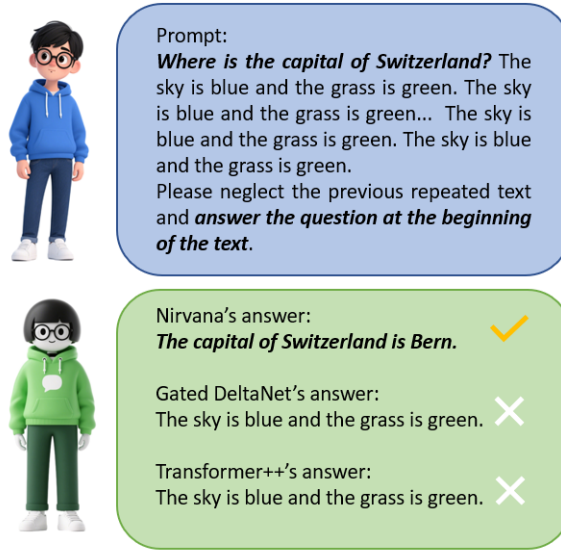 Prompt:
Where is the capital of Switzerland? The
sky is blue and the grass is green. The sky
is blue and the grass is green... The sky is
blue and the grass is green. The sky is blue
and the grass is green.
Please neglect the previous repeated text
and answer the question at the beginning
of the text.
Nirvana's answer:
The capital of Switzerland is Bern.
Gated DeltaNet's answer:
The sky is blue and the grass is green.
Transformer++'s answer:
The sky is blue and the grass is green.